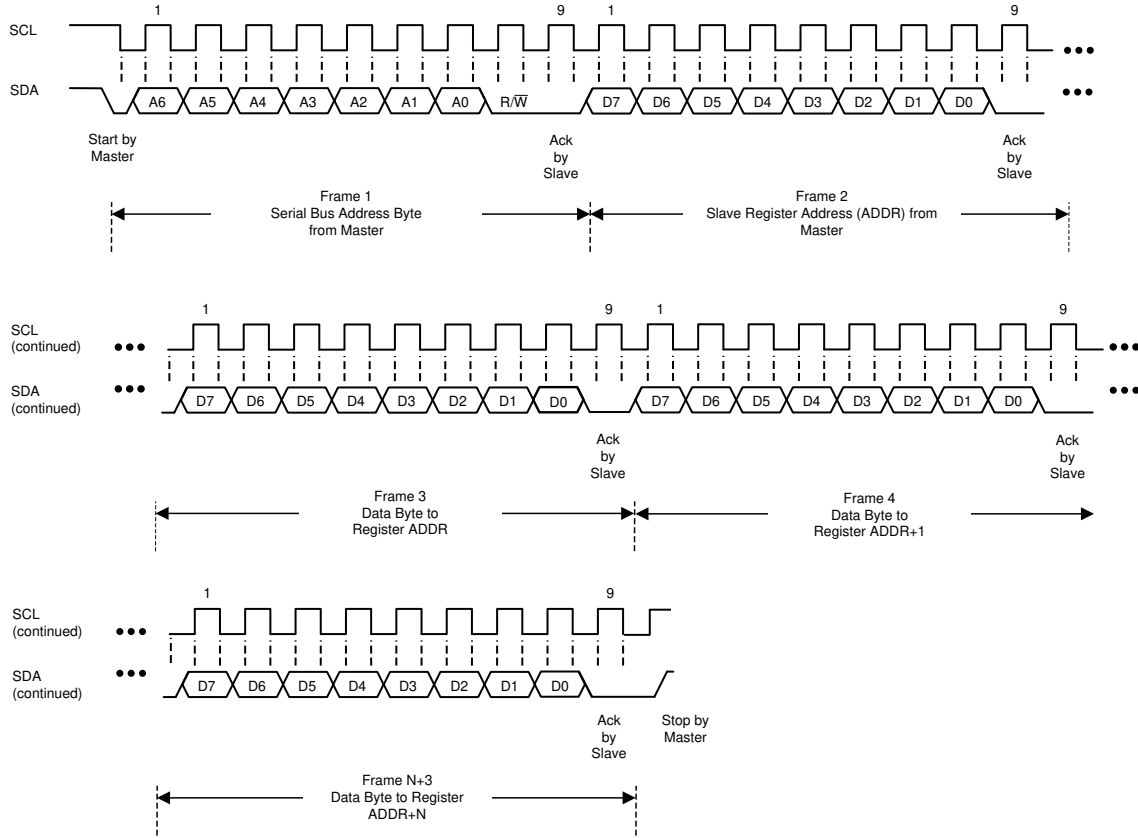 1 9 1 9
SCL
SDA A6 A5 A4 A3 A2 A1 A0 R/W̅ D7 D6 D5 D4 D3 D2 D1 D0
Start by
Master
Ack
by
Slave
Ack
by
Slave
Frame 1
Serial Bus Address Byte
from Master
Frame 2
Slave Register Address (ADDR) from
Master
1 9 1 9
SCL
(continued)
SDA
(continued)
D7 D6 D5 D4 D3 D2 D1 D0 D7 D6 D5 D4 D3 D2 D1 D0
Ack
by
Slave
Ack
by
Slave
Frame 3
Data Byte to
Register ADDR
Frame 4
Data Byte to
Register ADDR+1
1 9
SCL
(continued)
SDA
(continued)
D7 D6 D5 D4 D3 D2 D1 D0
Ack
by
Slave
Stop by
Master
Frame N+3
Data Byte to Register
ADDR+N